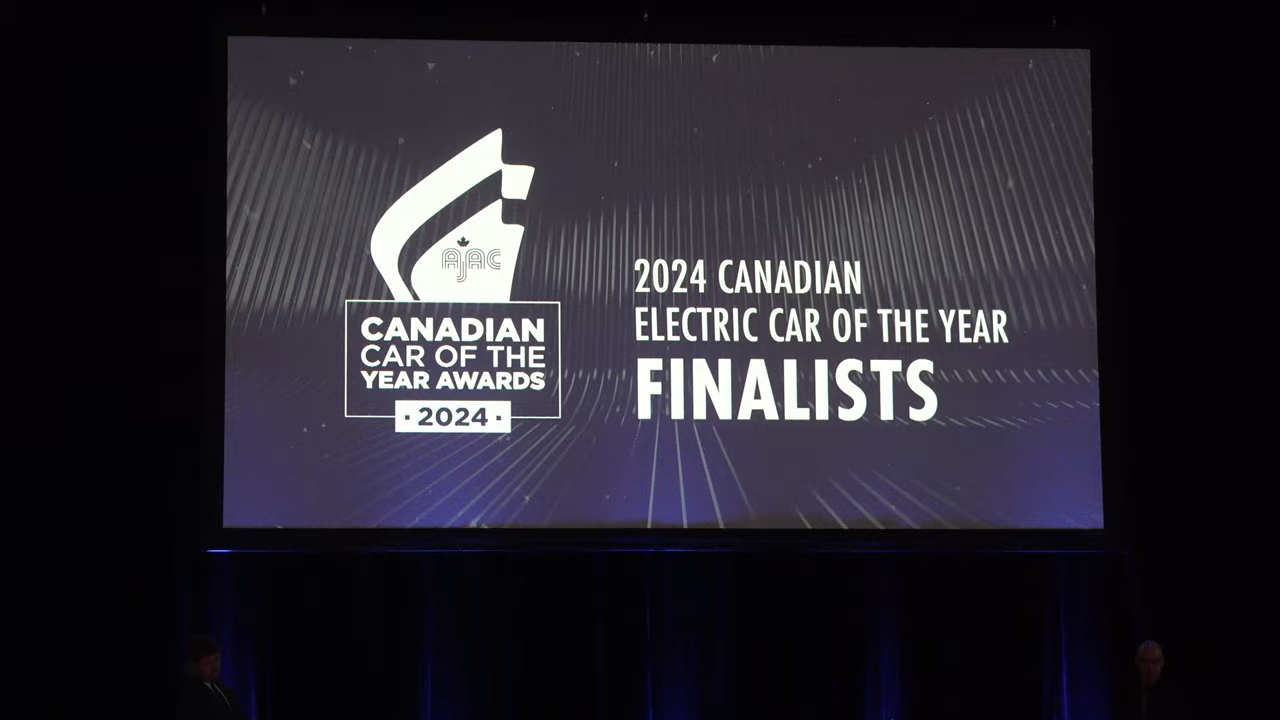 AJAC
CANADIAN
CAR OF THE
YEAR AWARDS
· 2024 ·
2024 CANADIAN
ELECTRIC CAR OF THE YEAR
FINALISTS